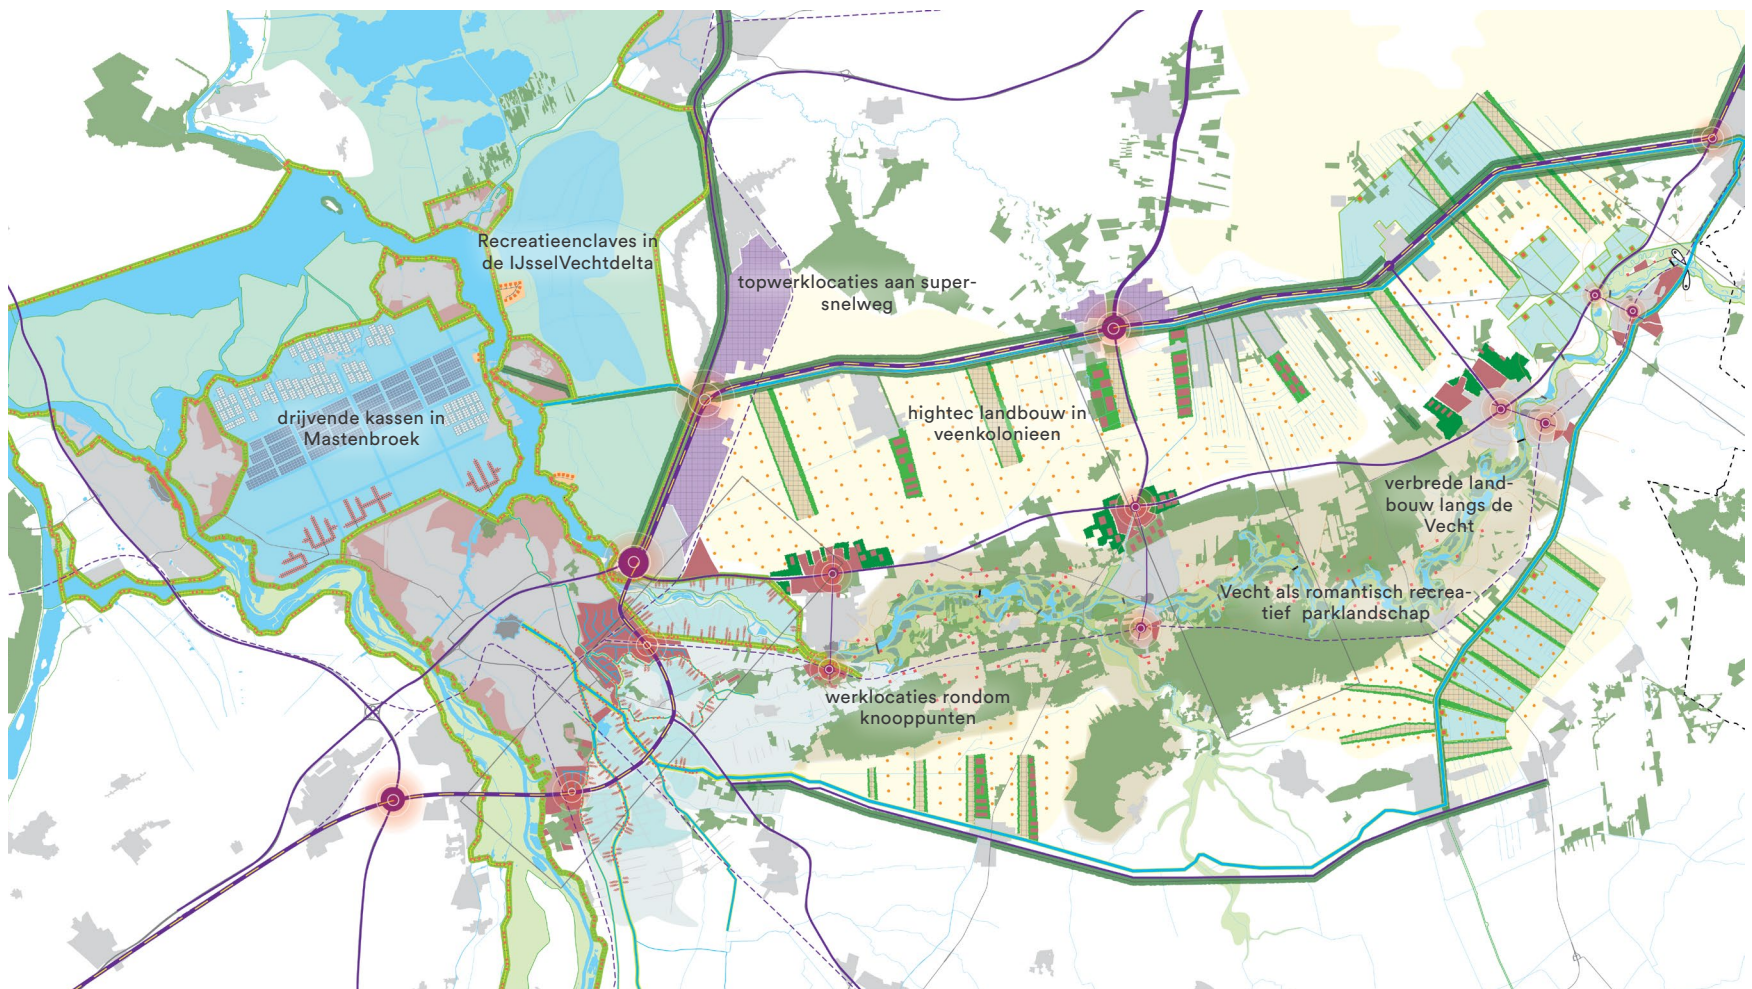 Recreatieenclaves in
de IJsselVechtdelta
topwerklocaties aan super-
snelweg
drijvende kassen in
Mastenbroek
hightec landbouw in
veenkolonieen
verbrede land-
bouw langs de
Vecht
Vecht als romantisch recrea-
tief parklandschap
werklocaties rondom
knooppunten